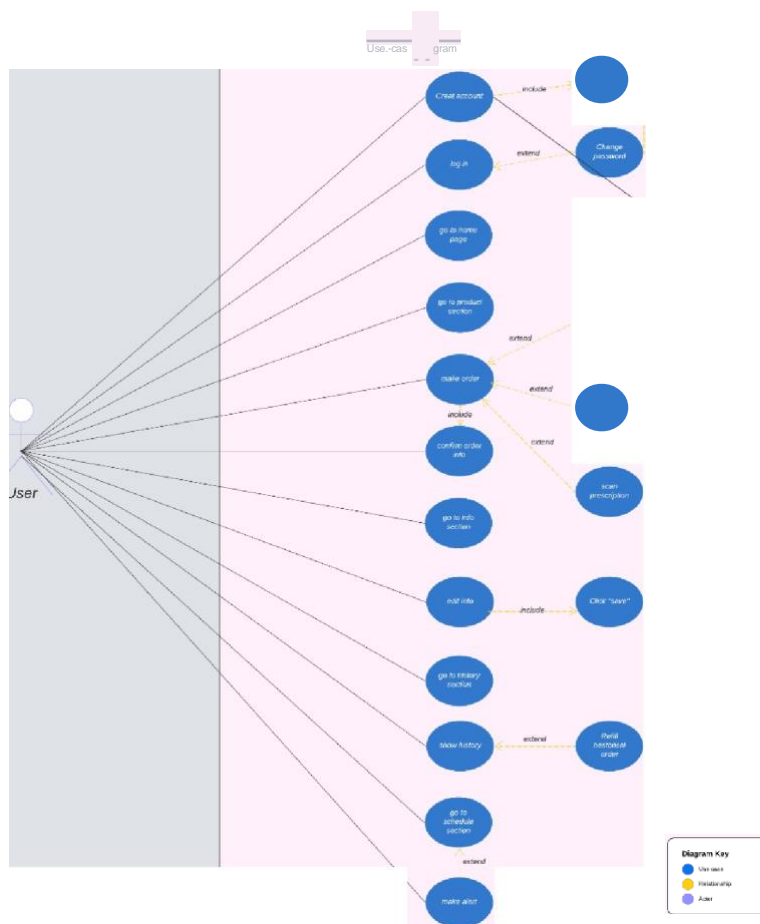 Use.-cas gram
Creat account
include
Change
password
log in
extend
go to home
page
go to product
section
extend
make order
extend
include
confirm order
info
extend
User
scan
prescription
go to info
section
edit info
include
Click "save"
go to history
section
show history
extend
Refill
historical
order
go to
schedule
section
extend
make alert
Diagram Key
Use case
Relationship
Actor